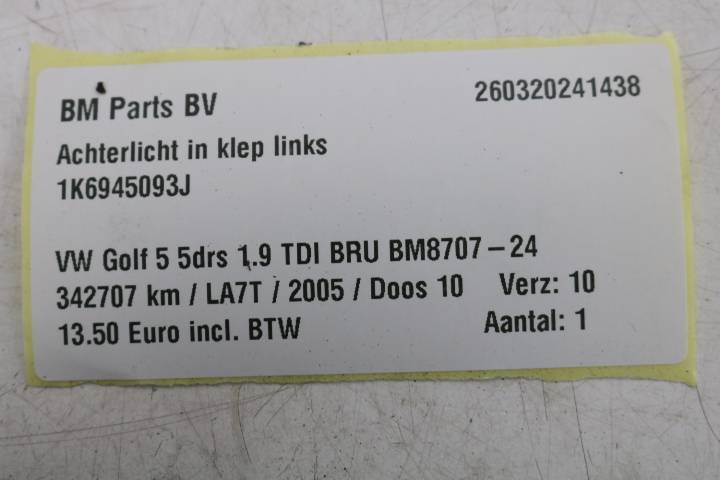 BM Parts BV 260320241438
Achterlicht in klep links
1K6945093J
VW Golf 5 5drs 1.9 TDI BRU BM8707-24
342707 km / LA7T / 2005 / Doos 10 Verz: 10
13.50 Euro incl. BTW Aantal: 1